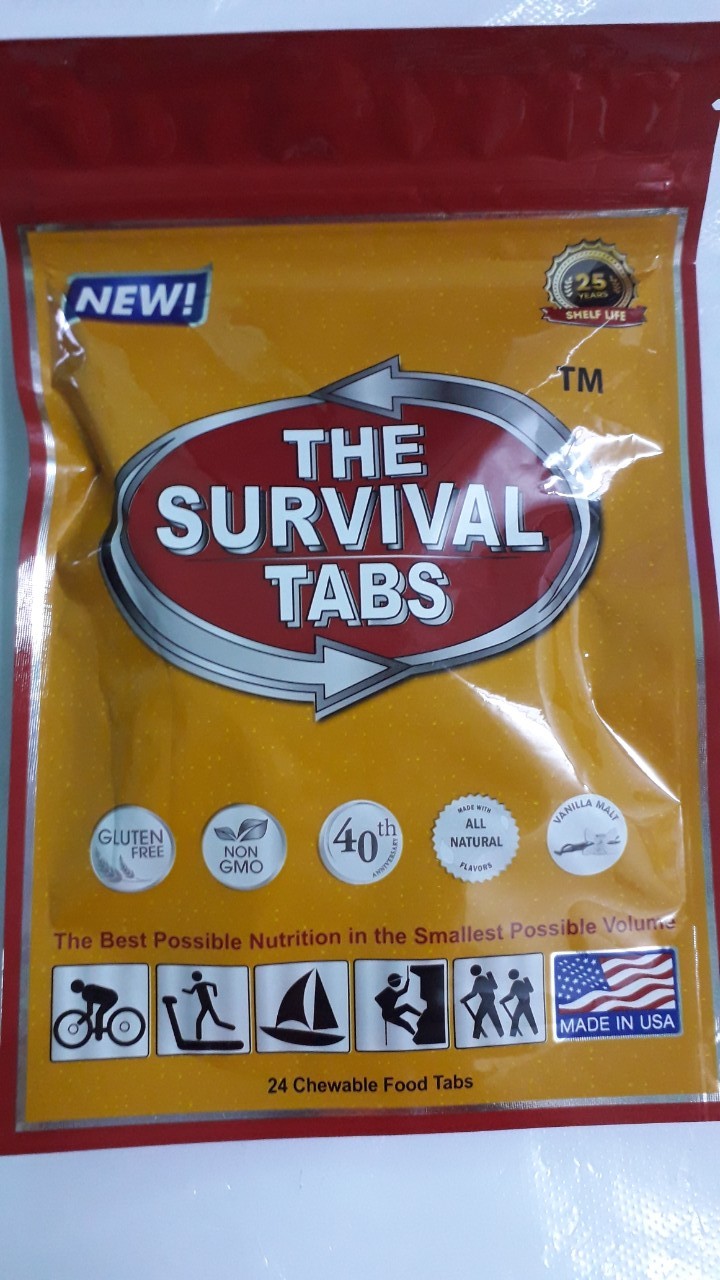 NEW!
25
YEARS
SHELF LIFE
TM
THE
SURVIVAL
TABS
GLUTEN
FREE
NON
GMO
40th
ANNIVERSARY
MADE WITH
ALL
NATURAL
FLAVORS
VANILLA MALT
The Best Possible Nutrition in the Smallest Possible Volume
MADE IN USA
24 Chewable Food Tabs